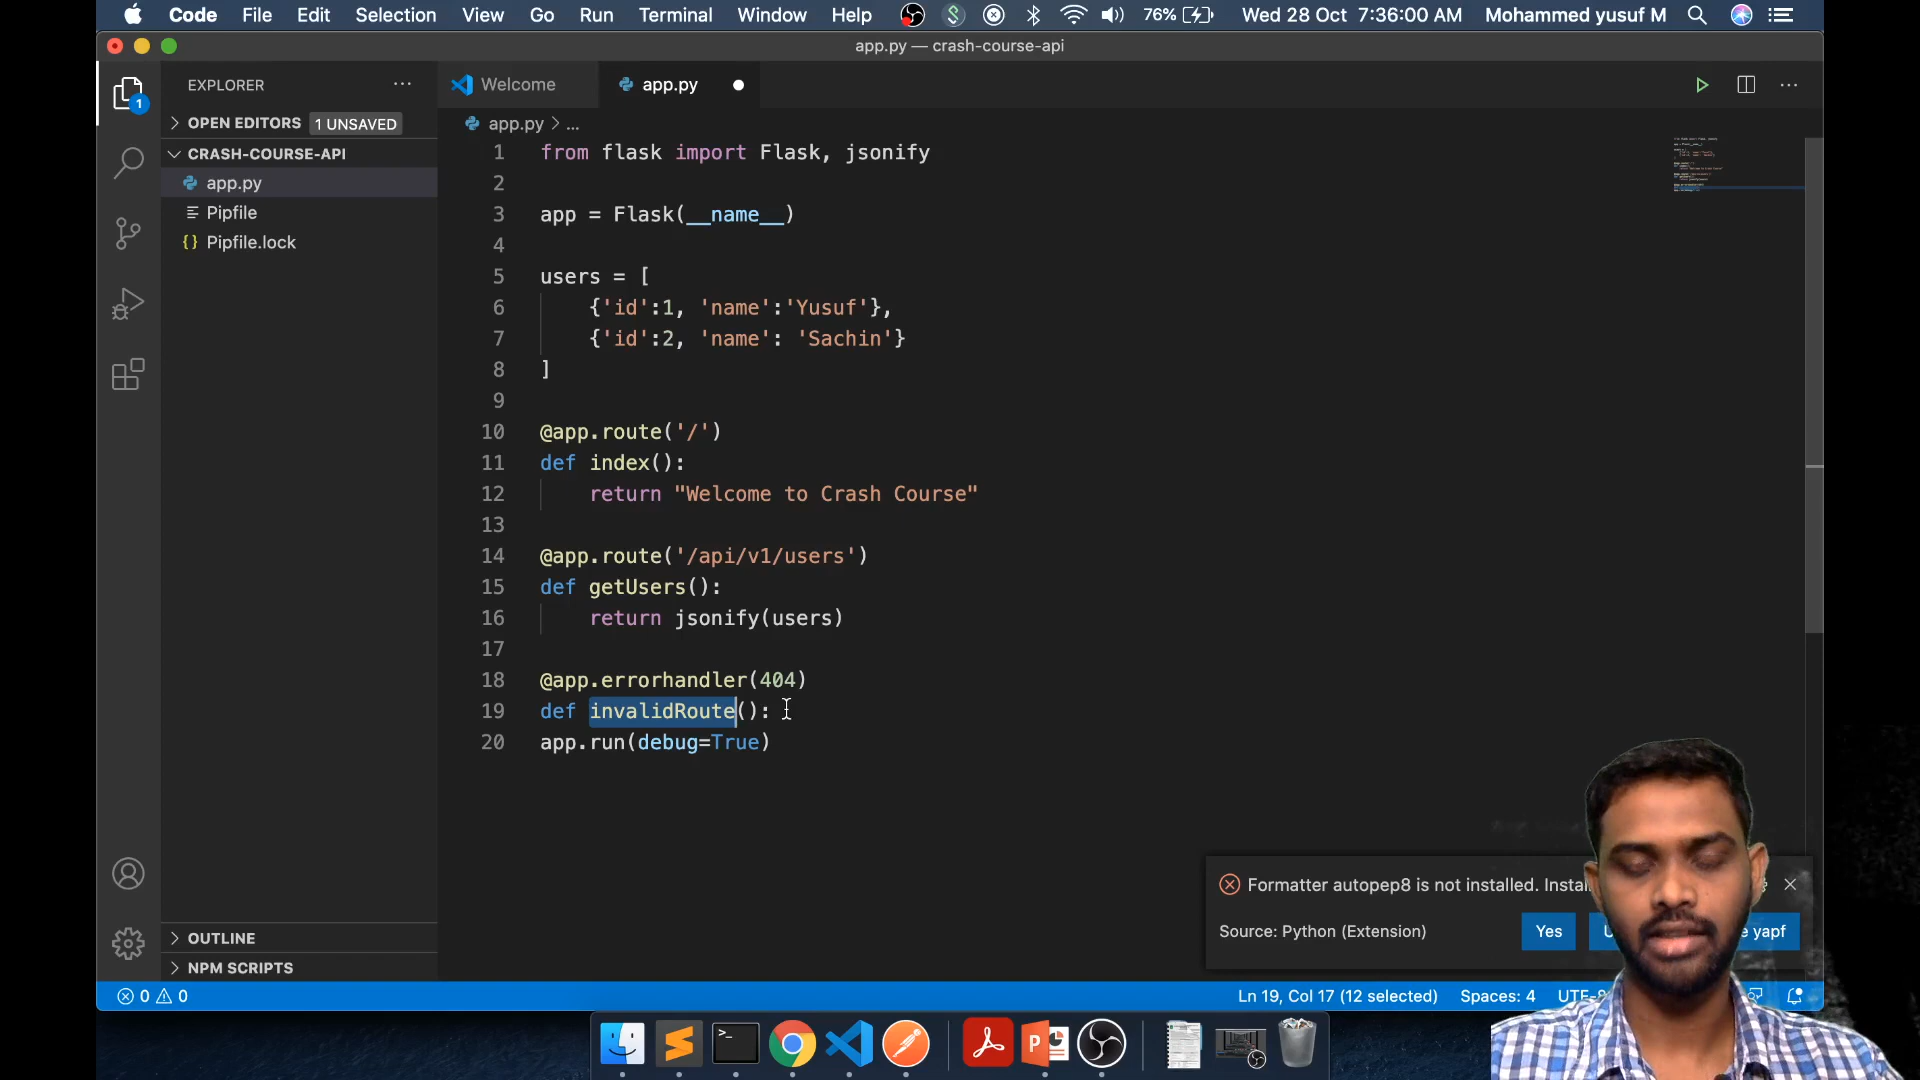 Code File Edit Selection View Go Run Terminal Window Help 76% Wed 28 Oct 7:36:00 AM Mohammed yusuf M
app.py — crash-course-api
EXPLORER
Welcome
app.py
OPEN EDITORS 1 UNSAVED
app.py > ...
CRASH-COURSE-API
app.py
Pipfile
Pipfile.lock
1 from flask import Flask, jsonify
2
3 app = Flask(__name__)
4
5 users = [
6 {'id':1, 'name':'Yusuf'},
7 {'id':2, 'name': 'Sachin'}
8 ]
9
10 @app.route('/')
11 def index():
12 return "Welcome to Crash Course"
13
14 @app.route('/api/v1/users')
15 def getUsers():
16 return jsonify(users)
17
18 @app.errorhandler(404)
19 def invalidRoute():
20 app.run(debug=True)
Formatter autopep8 is not installed.
Source: Python (Extension)
Yes
yapf
OUTLINE
NPM SCRIPTS
0 0
Ln 19, Col 17 (12 selected) Spaces: 4